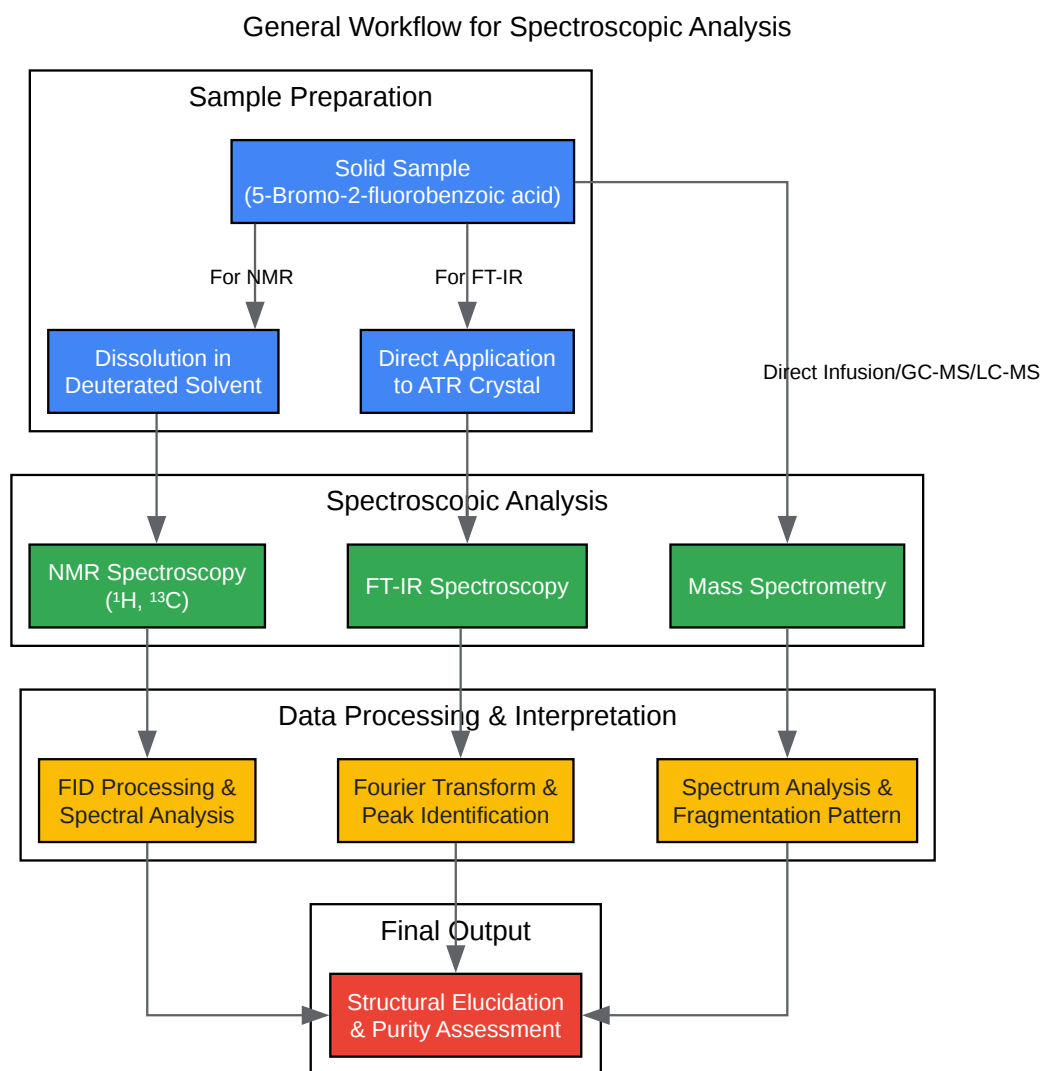 General Workflow for Spectroscopic Analysis
Sample Preparation
Solid Sample
(5-Bromo-2-fluorobenzoic acid)
For NMR
For FT-IR
Dissolution in
Deuterated Solvent
Direct Application
to ATR Crystal
Direct Infusion/GC-MS/LC-MS
Spectroscopic Analysis
NMR Spectroscopy
(¹H, ¹³C)
FT-IR Spectroscopy
Mass Spectrometry
Data Processing & Interpretation
FID Processing &
Spectral Analysis
Fourier Transform &
Peak Identification
Spectrum Analysis &
Fragmentation Pattern
Final Output
Structural Elucidation
& Purity Assessment